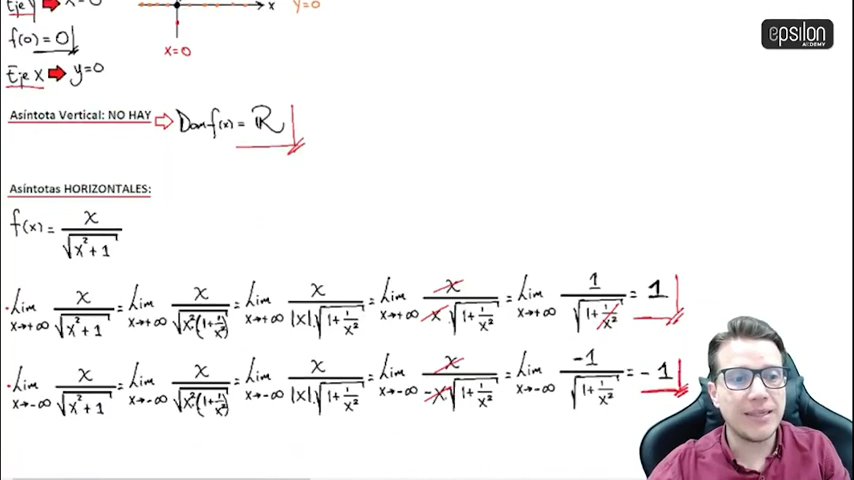 Eje Y ➡ x=0
x
y=0
f(0) = 0
x=0
Eje X ➡ y=0
epsilon
ACADEMY
Asíntota Vertical: NO HAY ⇨ Dom f(x) = ℝ
Asíntotas HORIZONTALES:
f(x) = x / √(x²+1)
Lim x→+∞ x / √(x²+1) = Lim x→+∞ x / √(x²·(1+1/x²)) = Lim x→+∞ x / |x|·√(1+1/x²) = Lim x→+∞ x / x√(1+1/x²) = Lim x→+∞ 1 / √(1+1/x²) = 1
Lim x→-∞ x / √(x²+1) = Lim x→-∞ x / √(x²·(1+1/x²)) = Lim x→-∞ x / |x|·√(1+1/x²) = Lim x→-∞ x / -x√(1+1/x²) = Lim x→-∞ -1 / √(1+1/x²) = -1